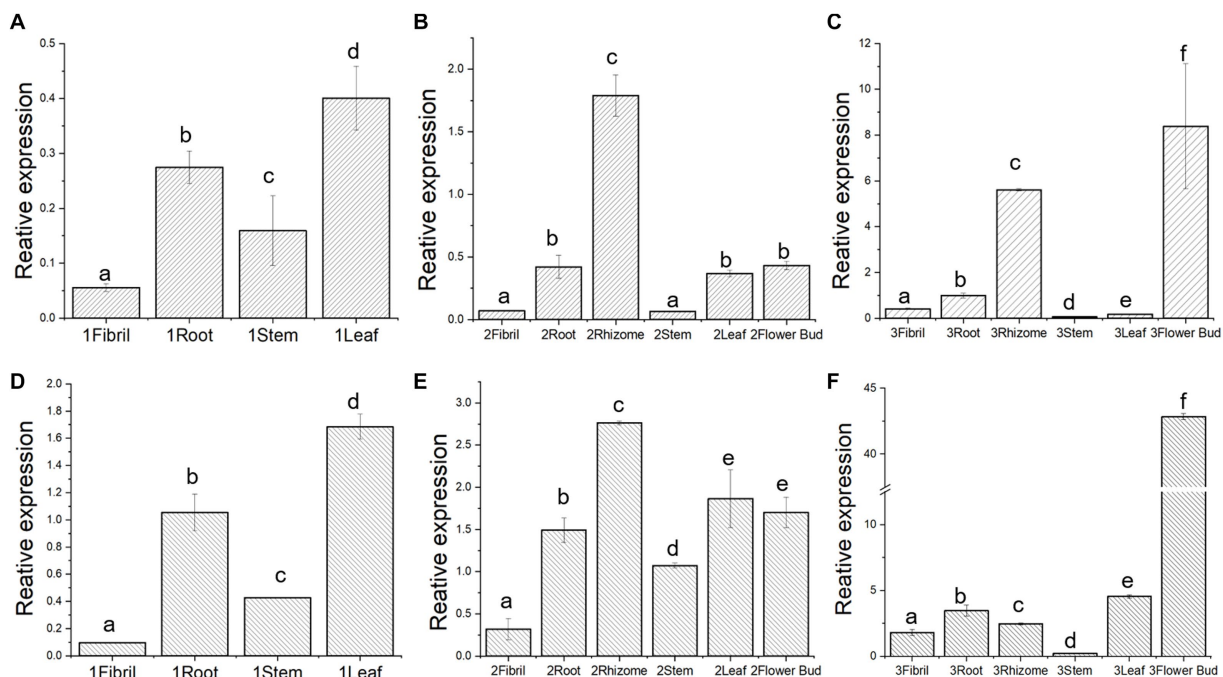 A
Reative expression
0.5
0.4
0.3
0.2
0.1
0.0
a
b
c
d
1Fibril 1Root 1Stem 1Leaf
B
Reative expression
2.0
1.5
1.0
0.5
0.0
a
b
c
a
b
b
2Fibril 2Root 2Rhizome 2Stem 2Leaf 2Flower Bud
C
Reative expression
12
10
8
6
4
2
0
a
b
c
d
e
f
3Fibril 3Root 3Rhizome 3Stem 3Leaf 3Flower Bud
D
Reative expression
2.0
1.8
1.6
1.4
1.2
1.0
0.8
0.6
0.4
0.2
0.0
a
b
c
d
1Fibril 1Root 1Stem 1Leaf
E
Reative expression
3.0
2.5
2.0
1.5
1.0
0.5
0.0
a
b
c
d
e
e
2Fibril 2Root 2Rhizome 2Stem 2Leaf 2Flower Bud
F
Reative expression
45
40
10
5
0
a
b
c
d
e
f
3Fibril 3Root 3Rhizome 3Stem 3Leaf 3Flower Bud